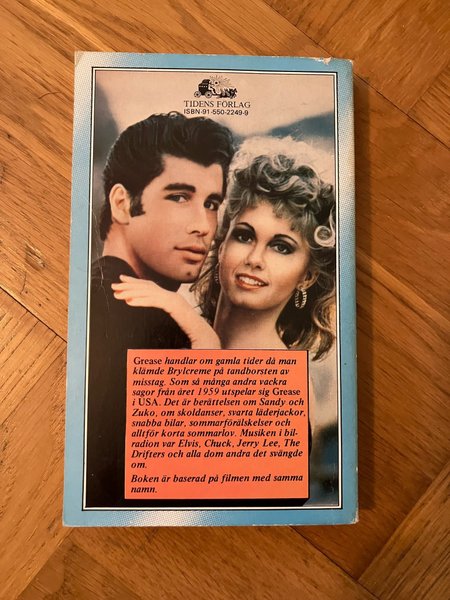 TIDENS FÖRLAG
ISBN-91-550-2249-9
Grease handlar om gamla tider då man
klämde Brylcreme på tandborsten av
misstag. Som så många andra vackra
sagor från året 1959 utspelar sig Grease
i USA. Det är berättelsen om Sandy och
Zuko, om skoldanser, svarta läderjackor,
snabba bilar, sommarförälskelser och
alltför korta sommarlov. Musiken i bil-
radion var Elvis, Chuck, Jerry Lee, The
Drifters och alla dom andra det svängde
om.
Boken är baserad på filmen med samma
namn.